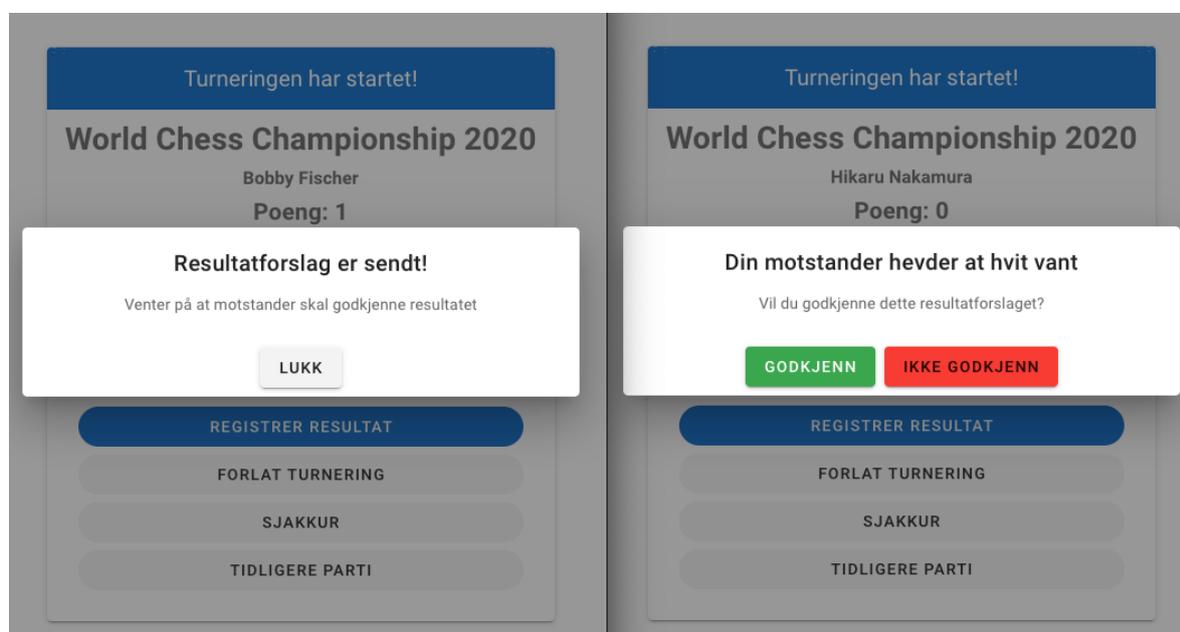 Turneringen har startet!
World Chess Championship 2020
Bobby Fischer
Poeng: 1
Resultatforslag er sendt!
Venter på at motstander skal godkjenne resultatet
LUKK
REGISTRER RESULTAT
FORLAT TURNERING
SJAKKUR
TIDLIGERE PARTI
Turneringen har startet!
World Chess Championship 2020
Hikaru Nakamura
Poeng: 0
Din motstander hevder at hvit vant
Vil du godkjenne dette resultatforslaget?
GODKJENN IKKE GODKJENN
REGISTRER RESULTAT
FORLAT TURNERING
SJAKKUR
TIDLIGERE PARTI